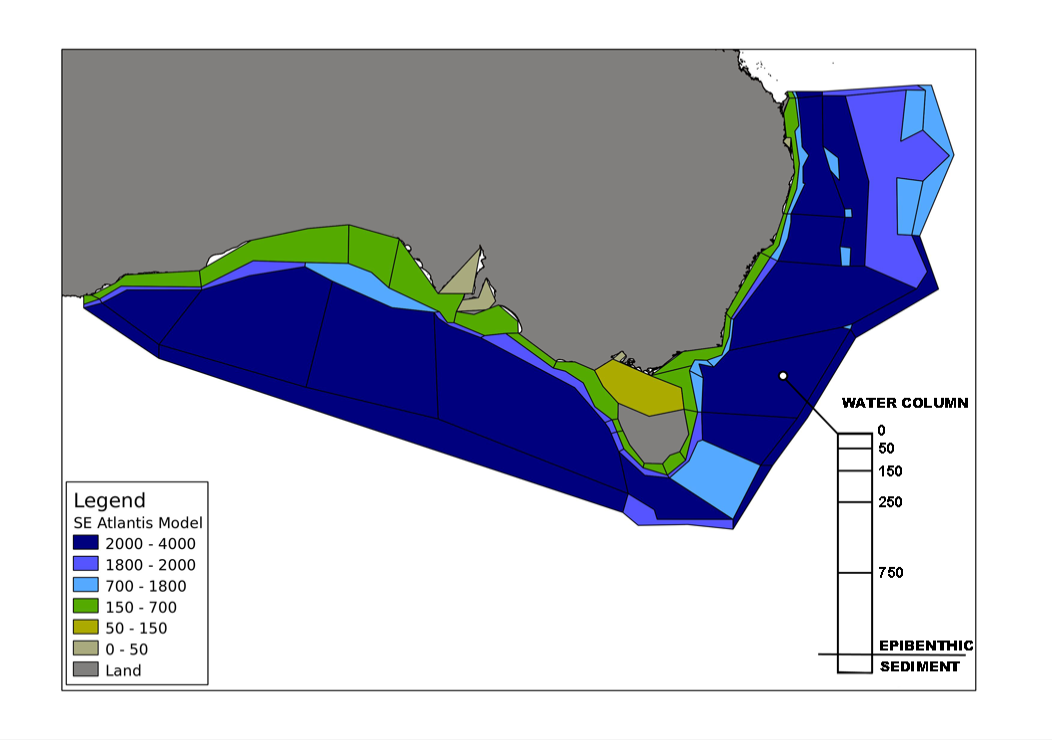 WATER COLUMN
0
50
150
250
750
EPIBENTHIC
SEDIMENT
Legend
SE Atlantis Model
2000 - 4000
1800 - 2000
700 - 1800
150 - 700
50 - 150
0 - 50
Land